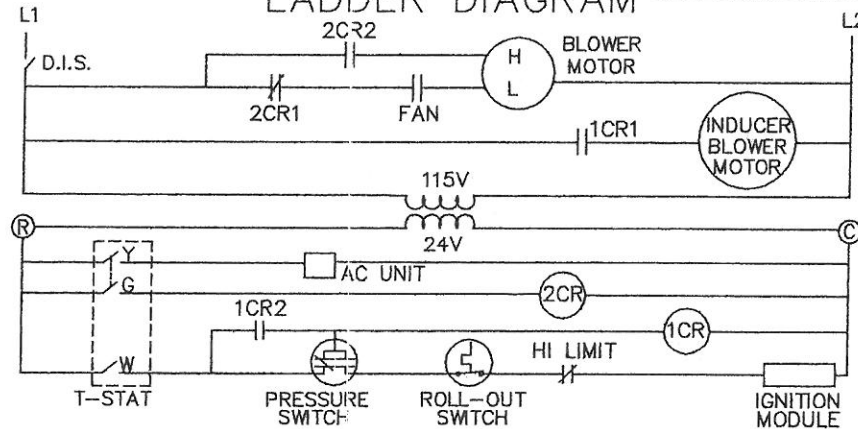 LADDER DIAGRAM
L1
L2
2CR2
D.I.S.
H
L
BLOWER
MOTOR
2CR1
FAN
1CR1
INDUCER
BLOWER
MOTOR
115V
R
24V
C
Y
AC UNIT
G
2CR
1CR2
1CR
W
HI LIMIT
T-STAT
PRESSURE
SWITCH
ROLL-OUT
SWITCH
IGNITION
MODULE